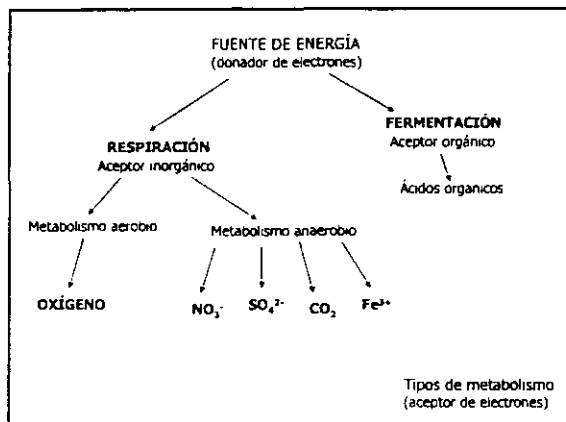 FUENTE DE ENERGÍA
(donador de electrones)
RESPIRACIÓN
Aceptor inorgánico
FERMENTACIÓN
Aceptor orgánico
Ácidos órganicos
Metabolismo aerobio
Metabolismo anaerobio
OXÍGENO
NO₃⁻
SO₄²⁻
CO₂
Fe³⁺
Tipos de metabolismo
(aceptor de electrones)